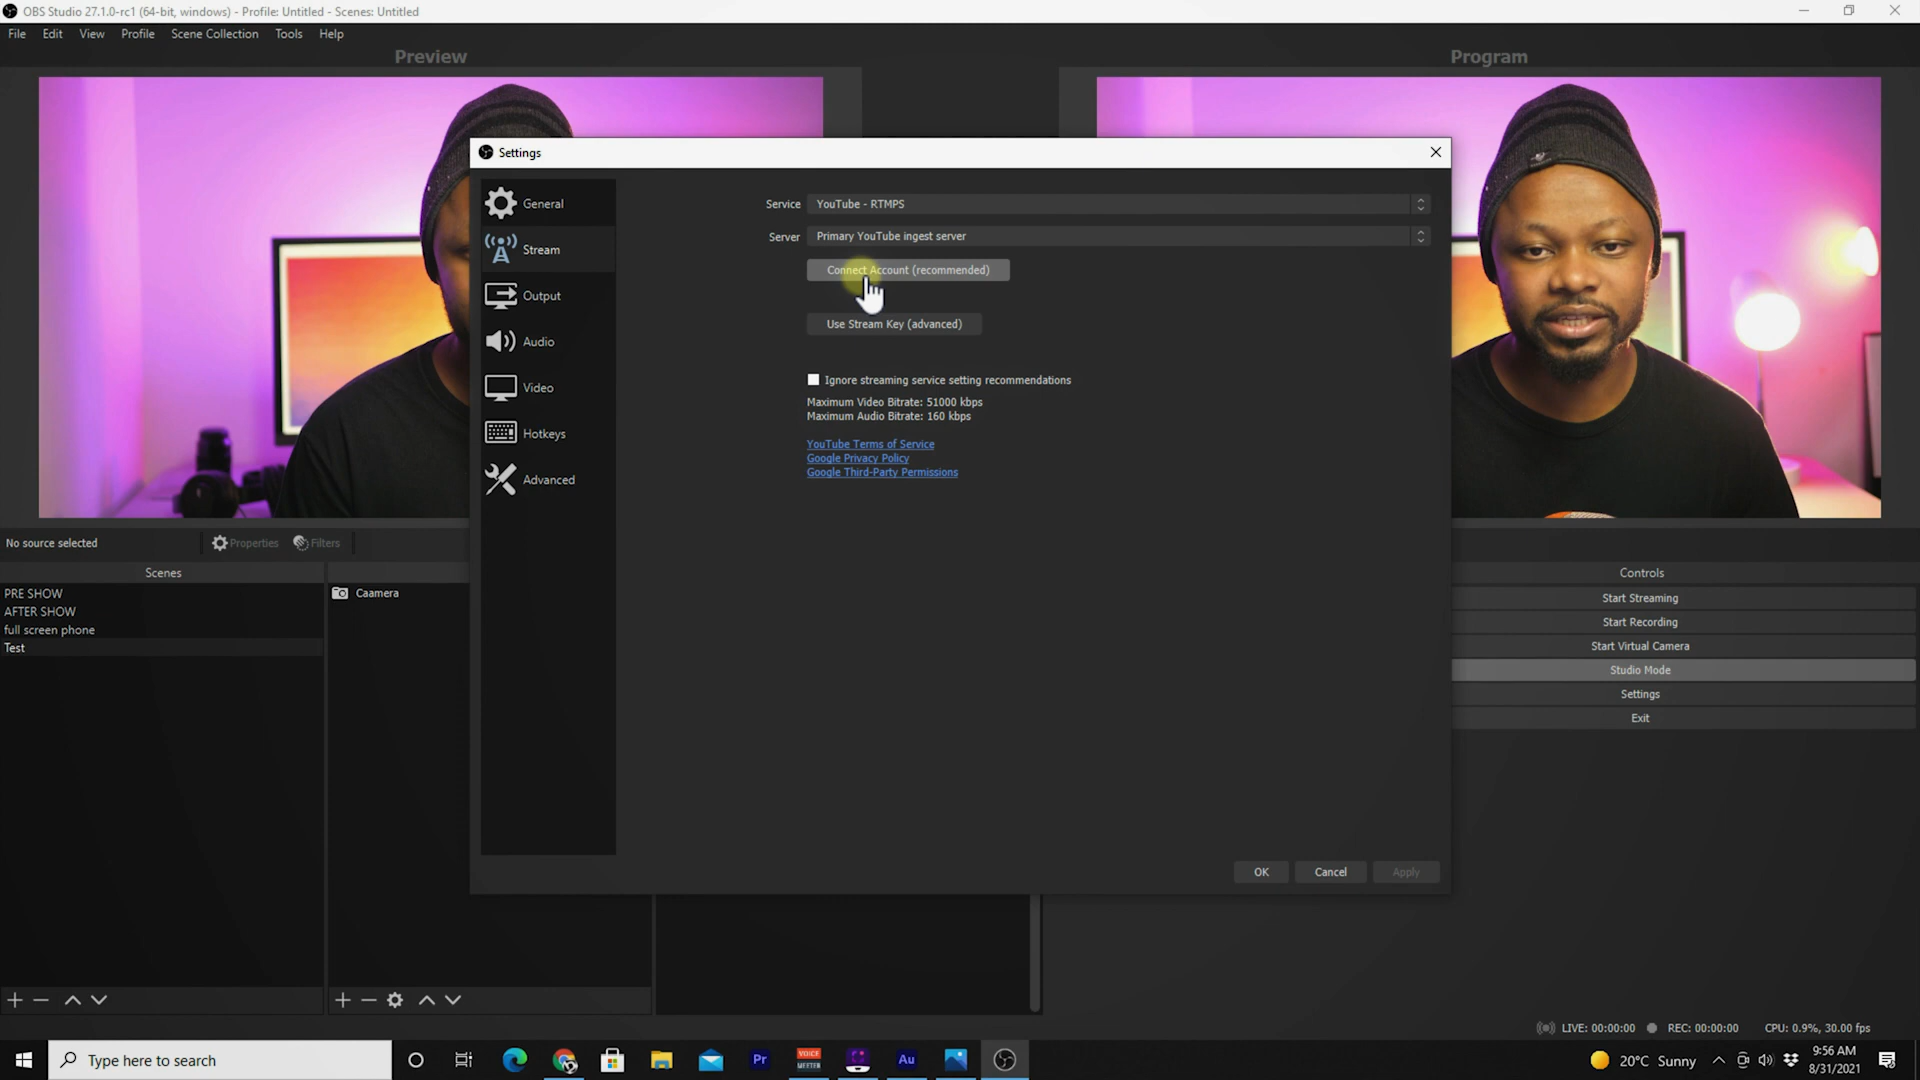 OBS Studio 27.1.0-rc1 (64-bit, windows) - Profile: Untitled - Scenes: Untitled
File Edit View Profile Scene Collection Tools Help
Preview
Program
Settings
General
Stream
Output
Audio
Video
Hotkeys
Advanced
Service YouTube - RTMPS
Server Primary YouTube ingest server
Connect Account (recommended)
Use Stream Key (advanced)
Ignore streaming service setting recommendations
Maximum Video Bitrate: 51000 kbps
Maximum Audio Bitrate: 160 kbps
YouTube Terms of Service
Google Privacy Policy
Google Third-Party Permissions
OK Cancel Apply
No source selected Properties Filters
Scenes
PRE SHOW
AFTER SHOW
full screen phone
Test
Caamera
Controls
Start Streaming
Start Recording
Start Virtual Camera
Studio Mode
Settings
Exit
LIVE: 00:00:00 REC: 00:00:00 CPU: 0.9%, 30.00 fps
Type here to search
Pr
VOICE
MEETER
Au
20°C Sunny
9:56 AM
8/31/2021